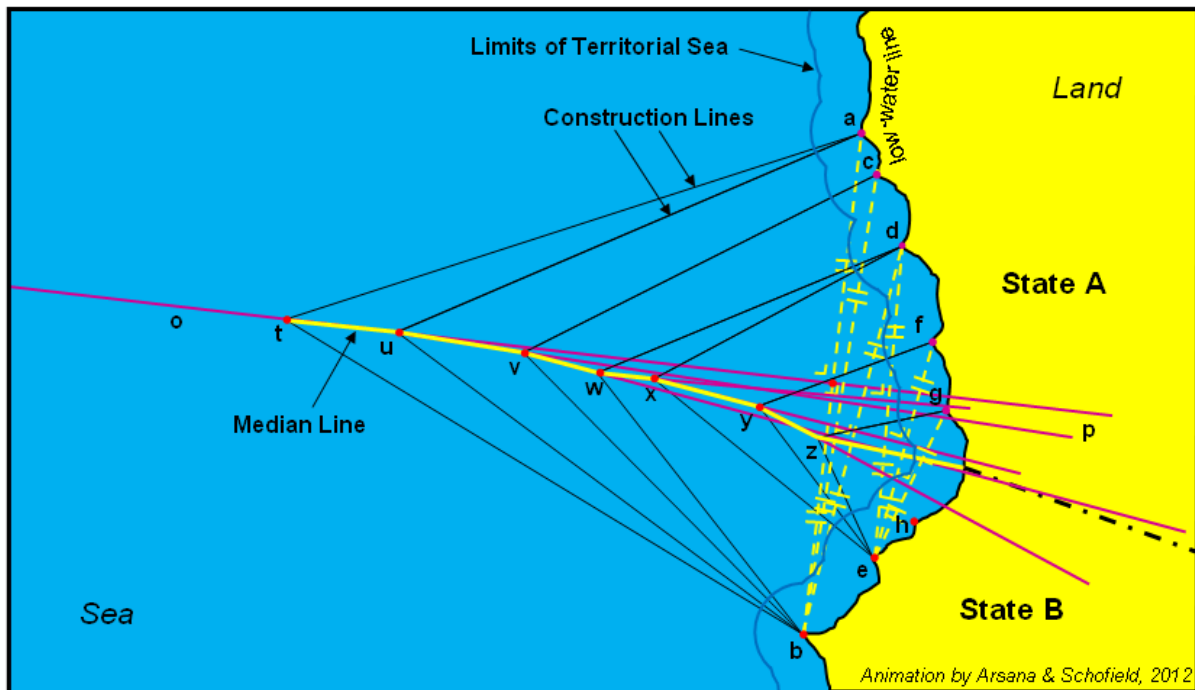 Limits of Territorial Sea
low-water line
Land
Construction Lines
a
c
d
State A
o
t
u
v
w
x
f
g
y
p
Median Line
z
h
e
Sea
State B
b
Animation by Arsana & Schofield, 2012